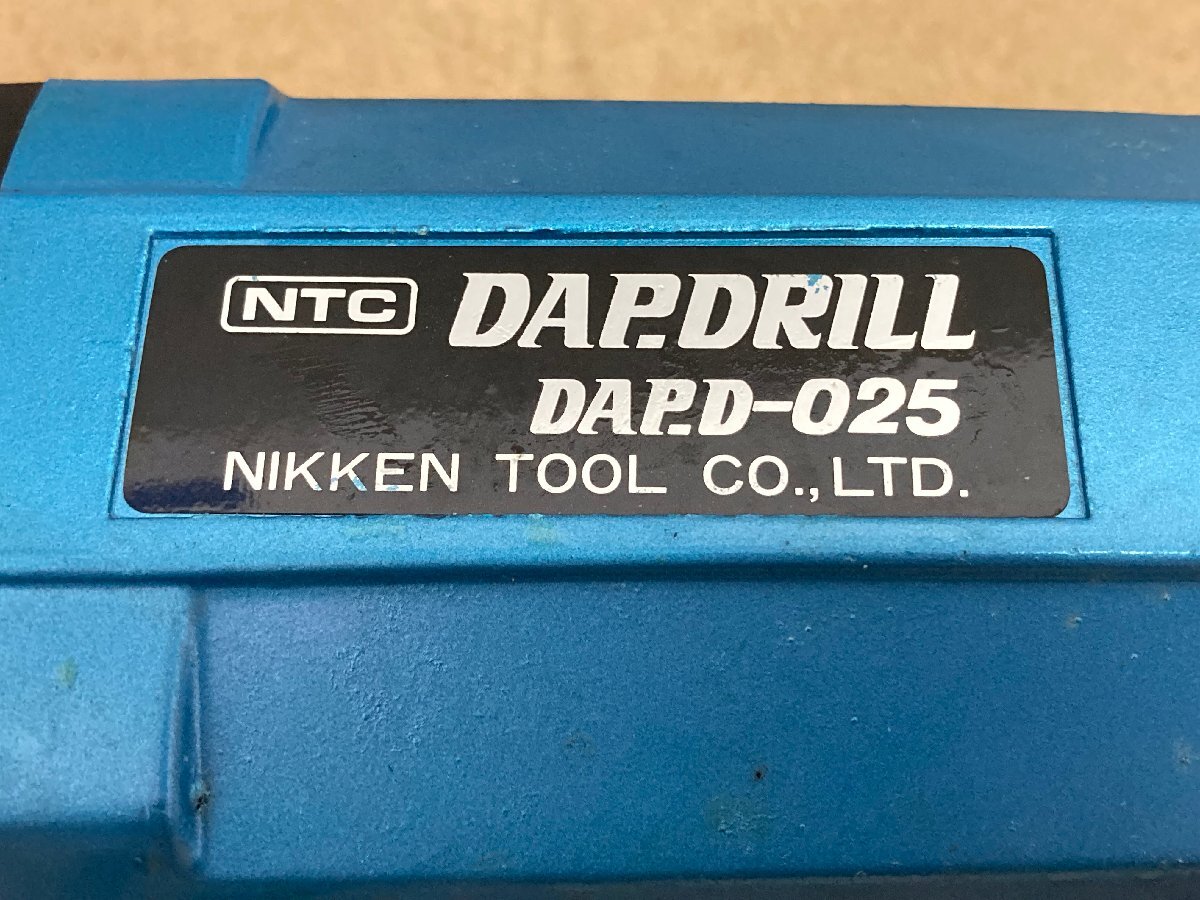 NTC DAP.DRILL
DAP.D-025
NIKKEN TOOL CO., LTD.